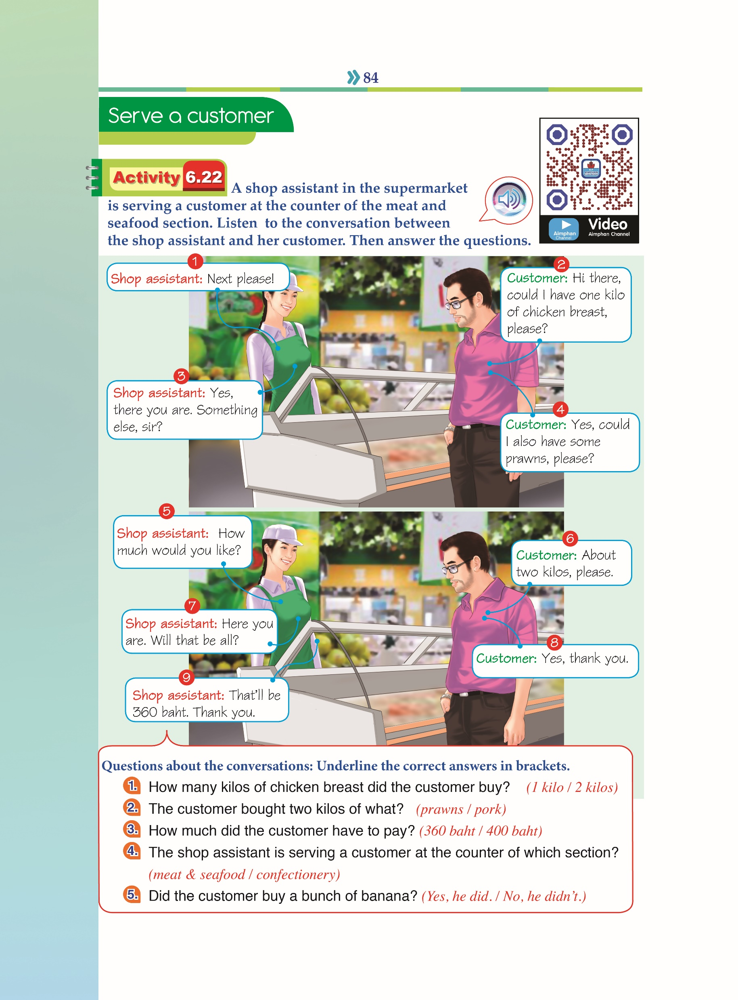 84
Serve a customer
Activity 6.22
A shop assistant in the supermarket
is serving a customer at the counter of the meat and
seafood section. Listen to the conversation between
the shop assistant and her customer. Then answer the questions.
A P
AIMPHAN
Aimphan
Channel
Video
Aimphan Channel
1
Shop assistant: Next please!
2
Customer: Hi there,
could I have one kilo
of chicken breast,
please?
3
Shop assistant: Yes,
there you are. Something
else, sir?
4
Customer: Yes, could
I also have some
prawns, please?
5
Shop assistant: How
much would you like?
6
Customer: About
two kilos, please.
7
Shop assistant: Here you
are. Will that be all?
8
Customer: Yes, thank you.
9
Shop assistant: That'll be
360 baht. Thank you.
Questions about the conversations: Underline the correct answers in brackets.
1. How many kilos of chicken breast did the customer buy? (1 kilo / 2 kilos)
2. The customer bought two kilos of what? (prawns / pork)
3. How much did the customer have to pay? (360 baht / 400 baht)
4. The shop assistant is serving a customer at the counter of which section?
(meat & seafood / confectionery)
5. Did the customer buy a bunch of banana? (Yes, he did. / No, he didn't.)